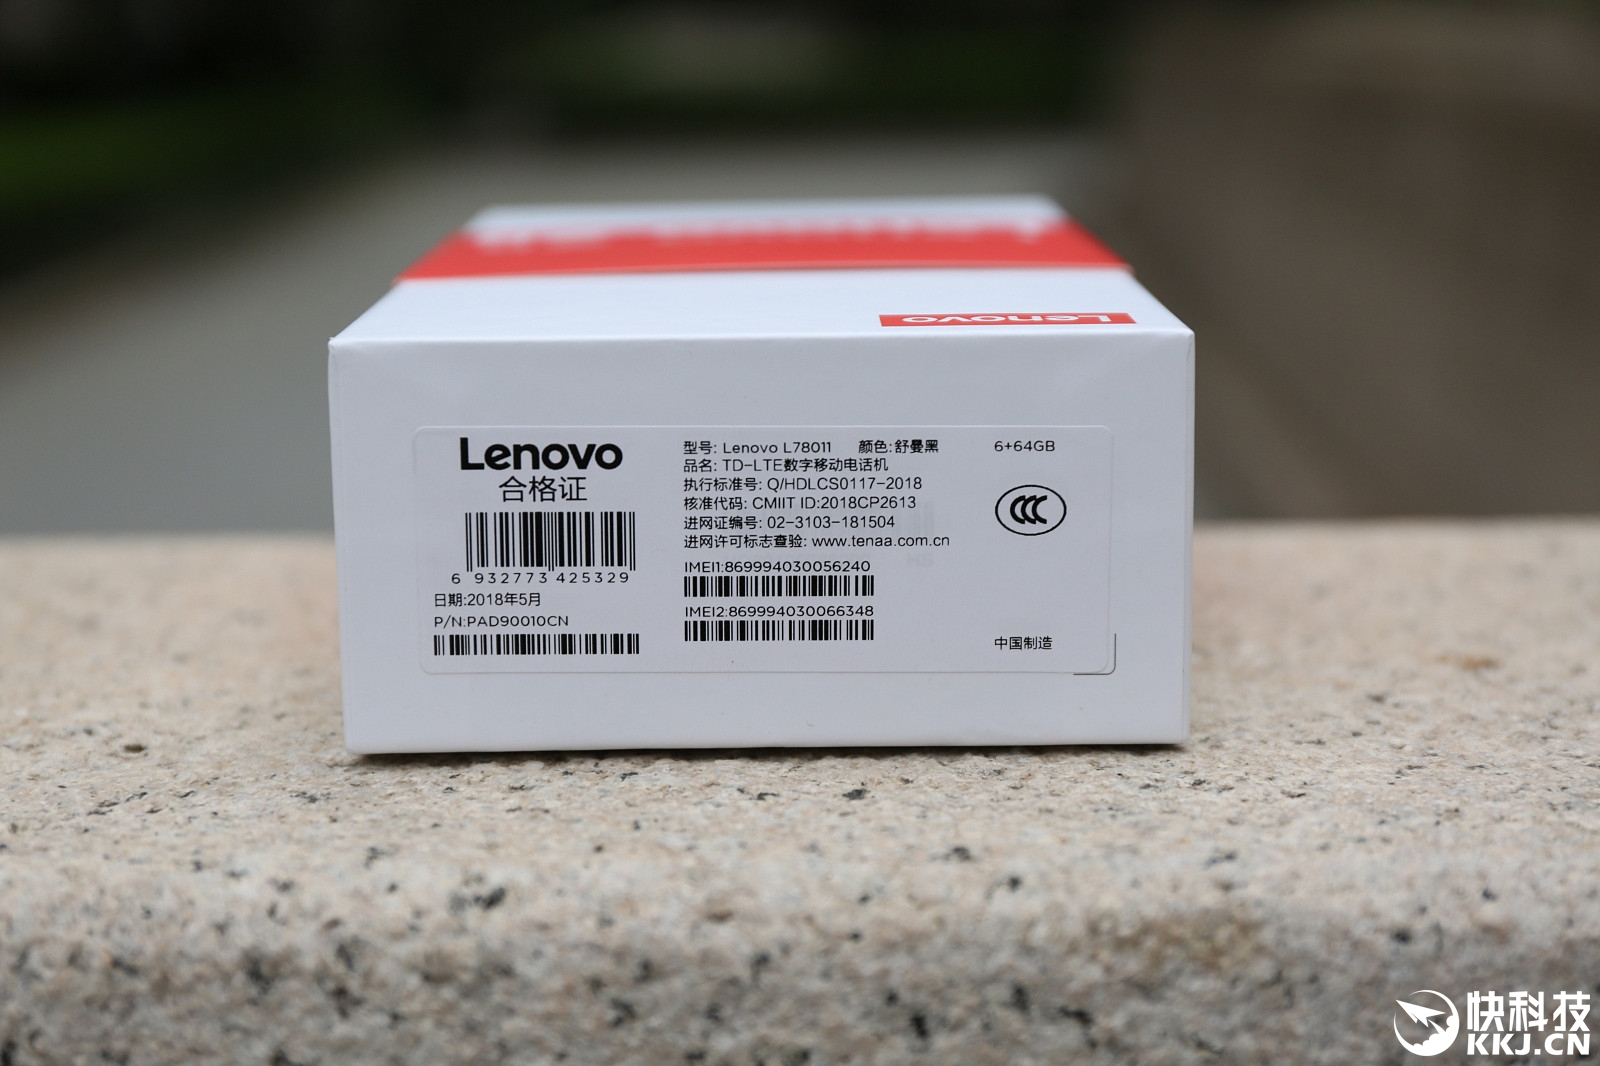 Lenovo
Lenovo
合格证
6 932773 425329
日期:2018年5月
P/N:PAD90010CN
型号: Lenovo L78011 颜色:舒曼黑 6+64GB
品名: TD-LTE数字移动电话机
执行标准号: Q/HDLCS0117-2018
核准代码: CMIIT ID:2018CP2613
进网证编号: 02-3103-181504
进网许可标志查验: www.tenaa.com.cn
IMEI1:869994030056240
IMEI2:869994030066348
CCC
中国制造
快科技
KKJ.CN